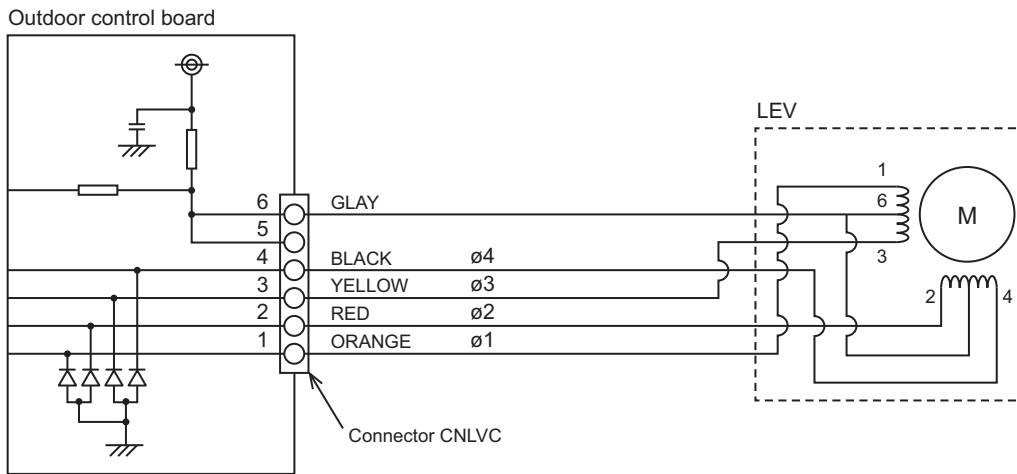 Outdoor control board
LEV
6 GLAY
5
4 BLACK ø4
3 YELLOW ø3
2 RED ø2
1 ORANGE ø1
Connector CNLVC
1
6
3
M
2 4